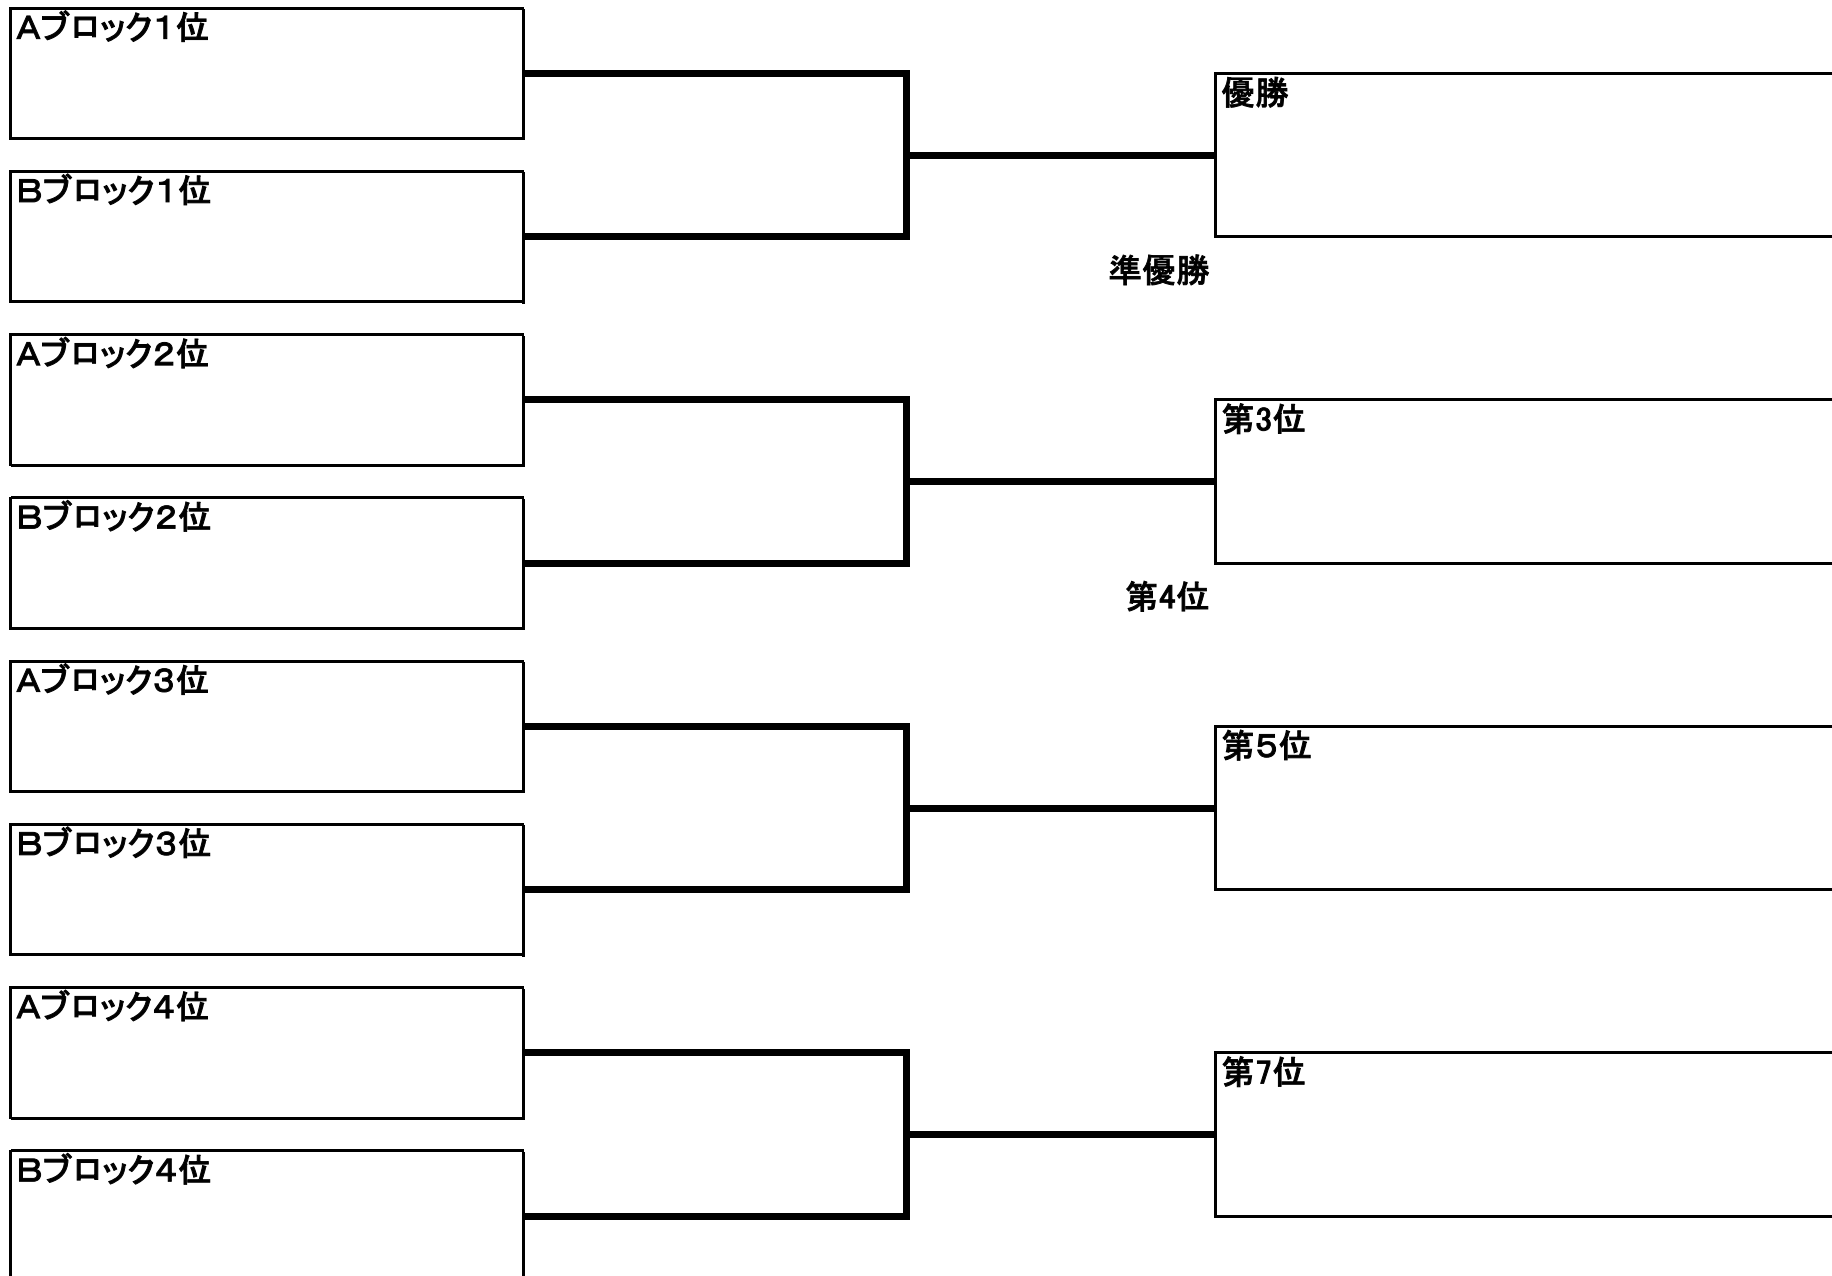 Ａブロック１位
優勝
Ｂブロック１位
準優勝
Ａブロック２位
第3位
Ｂブロック２位
第4位
Ａブロック３位
第５位
Ｂブロック３位
Ａブロック４位
第7位
Ｂブロック４位